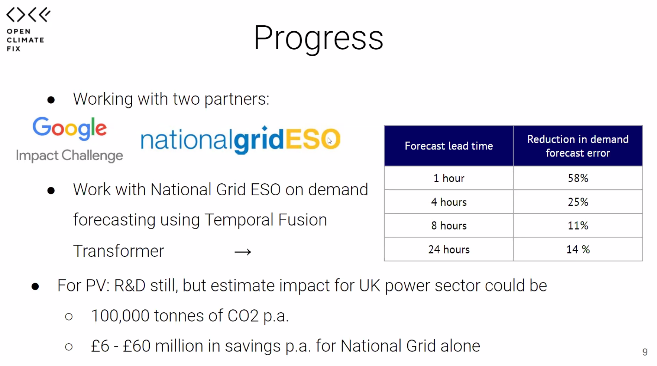 OPEN
CLIMATE
FIX
Progress
● Working with two partners:
Google
Impact Challenge
nationalgridESO
● Work with National Grid ESO on demand
forecasting using Temporal Fusion
Transformer →
Forecast lead time | Reduction in demand forecast error
1 hour | 58%
4 hours | 25%
8 hours | 11%
24 hours | 14 %
● For PV: R&D still, but estimate impact for UK power sector could be
○ 100,000 tonnes of CO2 p.a.
○ £6 - £60 million in savings p.a. for National Grid alone
9